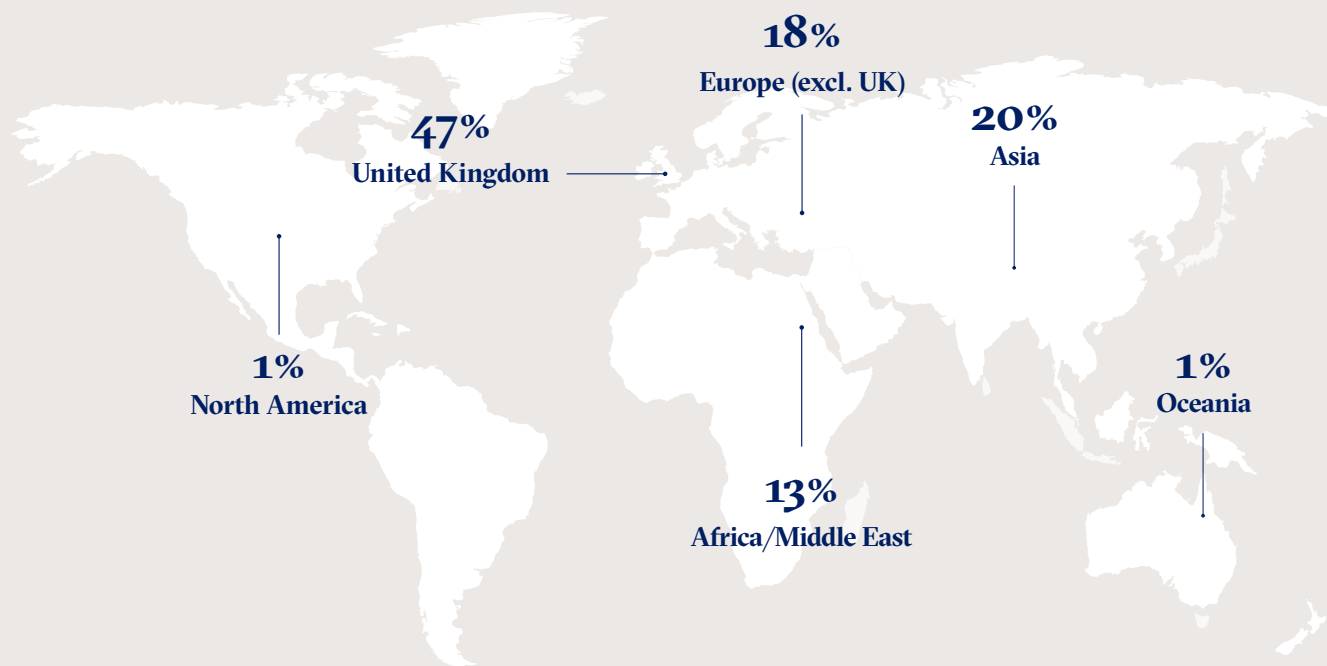 18%
Europe (excl. UK)
47%
United Kingdom
20%
Asia
1%
North America
1%
Oceania
13%
Africa/Middle East